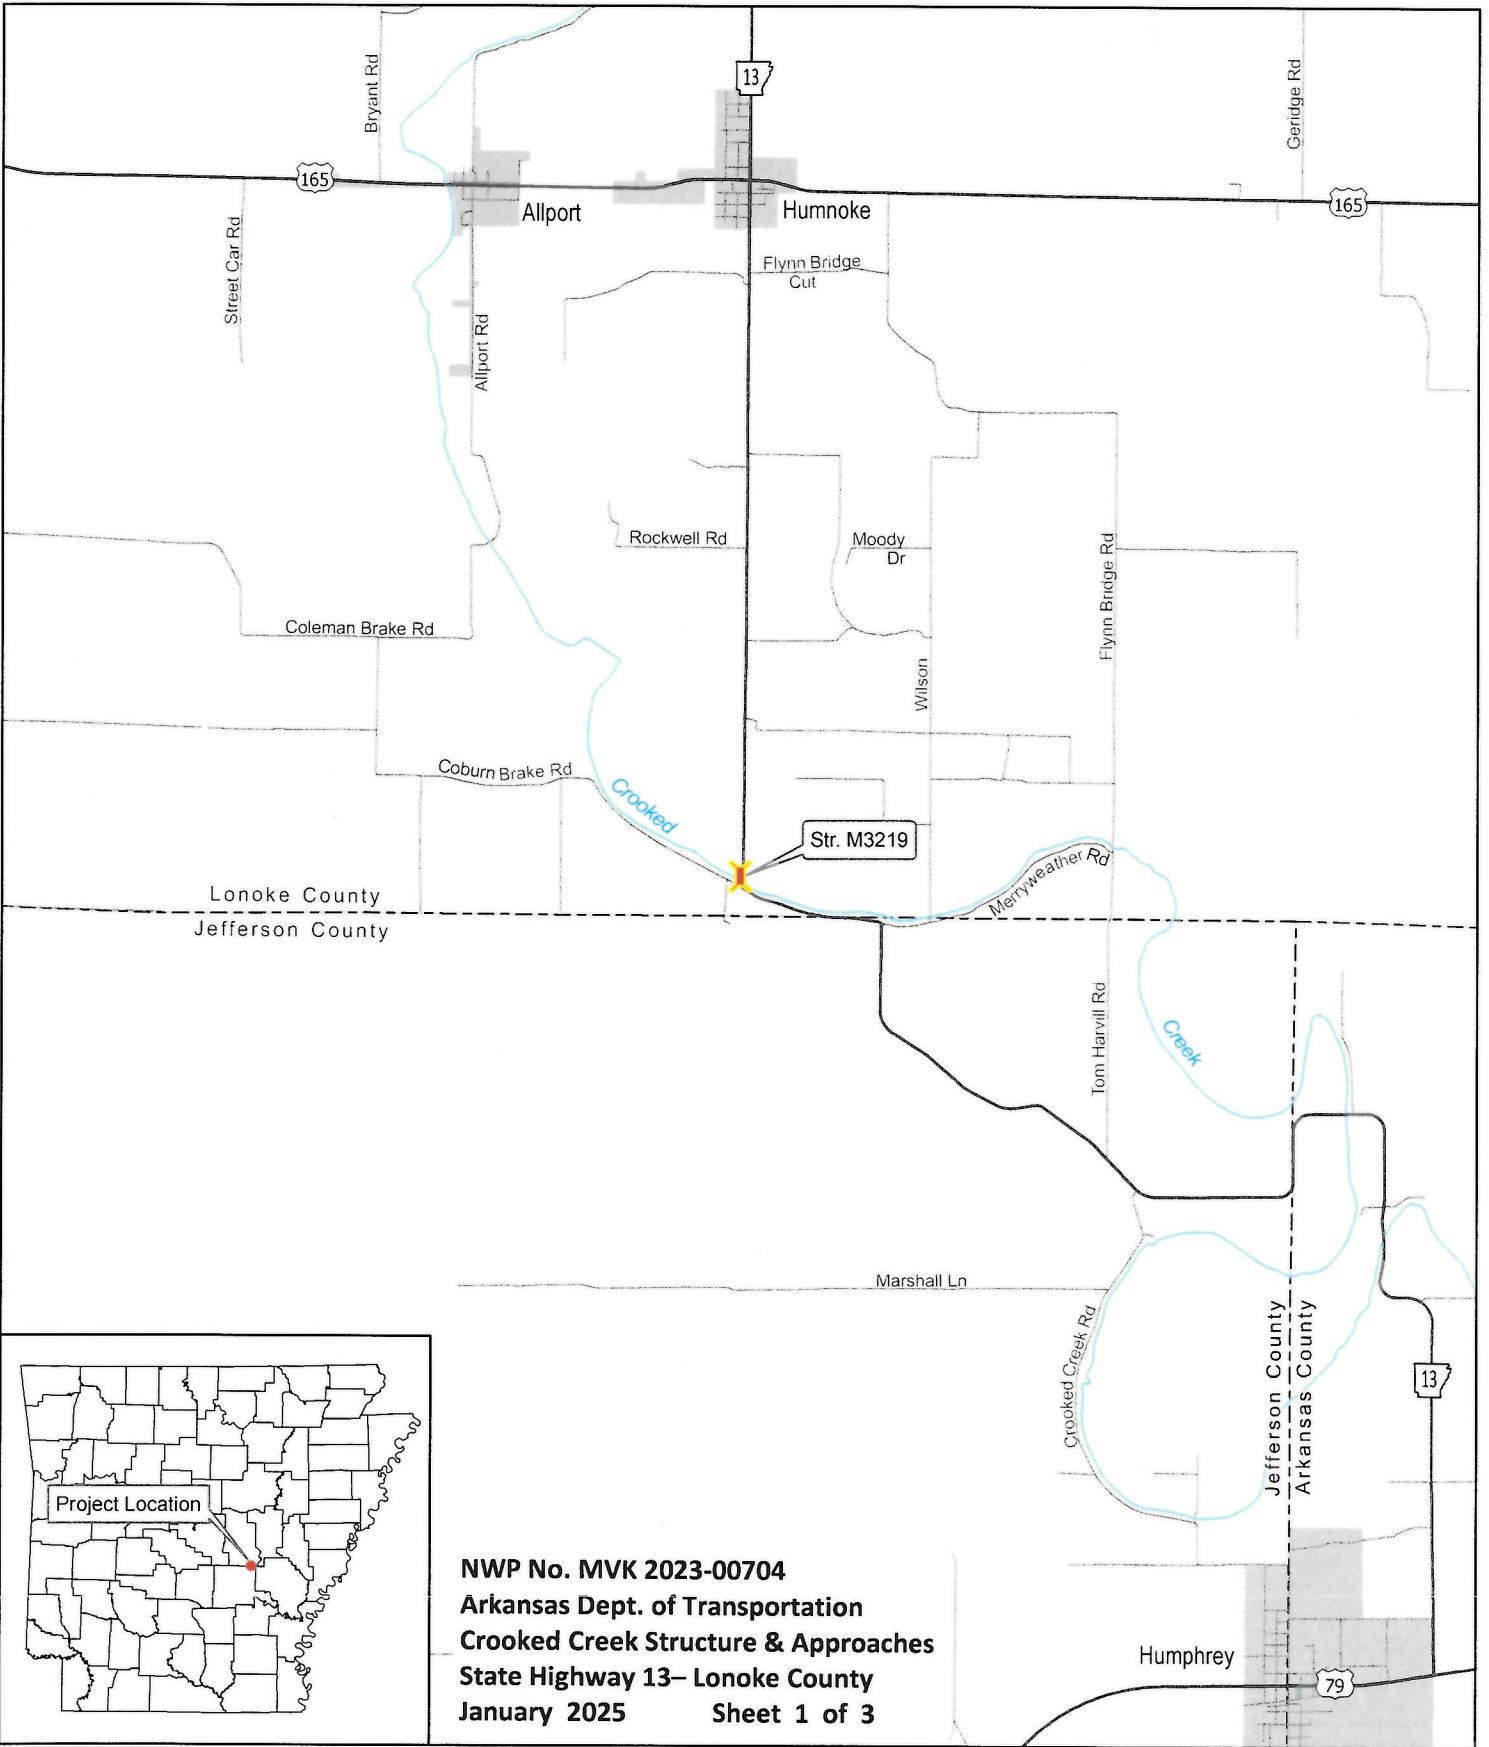 13
Bryant Rd
Geridge Rd
165
165
Allport
Humnoke
Street Car Rd
Flynn Bridge
Cut
Allport Rd
Rockwell Rd
Moody
Dr
Flynn Bridge Rd
Coleman Brake Rd
Wilson
Coburn Brake Rd
Crooked
Str. M3219
Merryweather Rd
Lonoke County
Jefferson County
Tom Harvill Rd
Creek
Marshall Ln
Crooked Creek Rd
Jefferson County
Arkansas County
13
Project Location
NWP No. MVK 2023-00704
Arkansas Dept. of Transportation
Crooked Creek Structure & Approaches
State Highway 13– Lonoke County
January 2025 Sheet 1 of 3
Humphrey
79